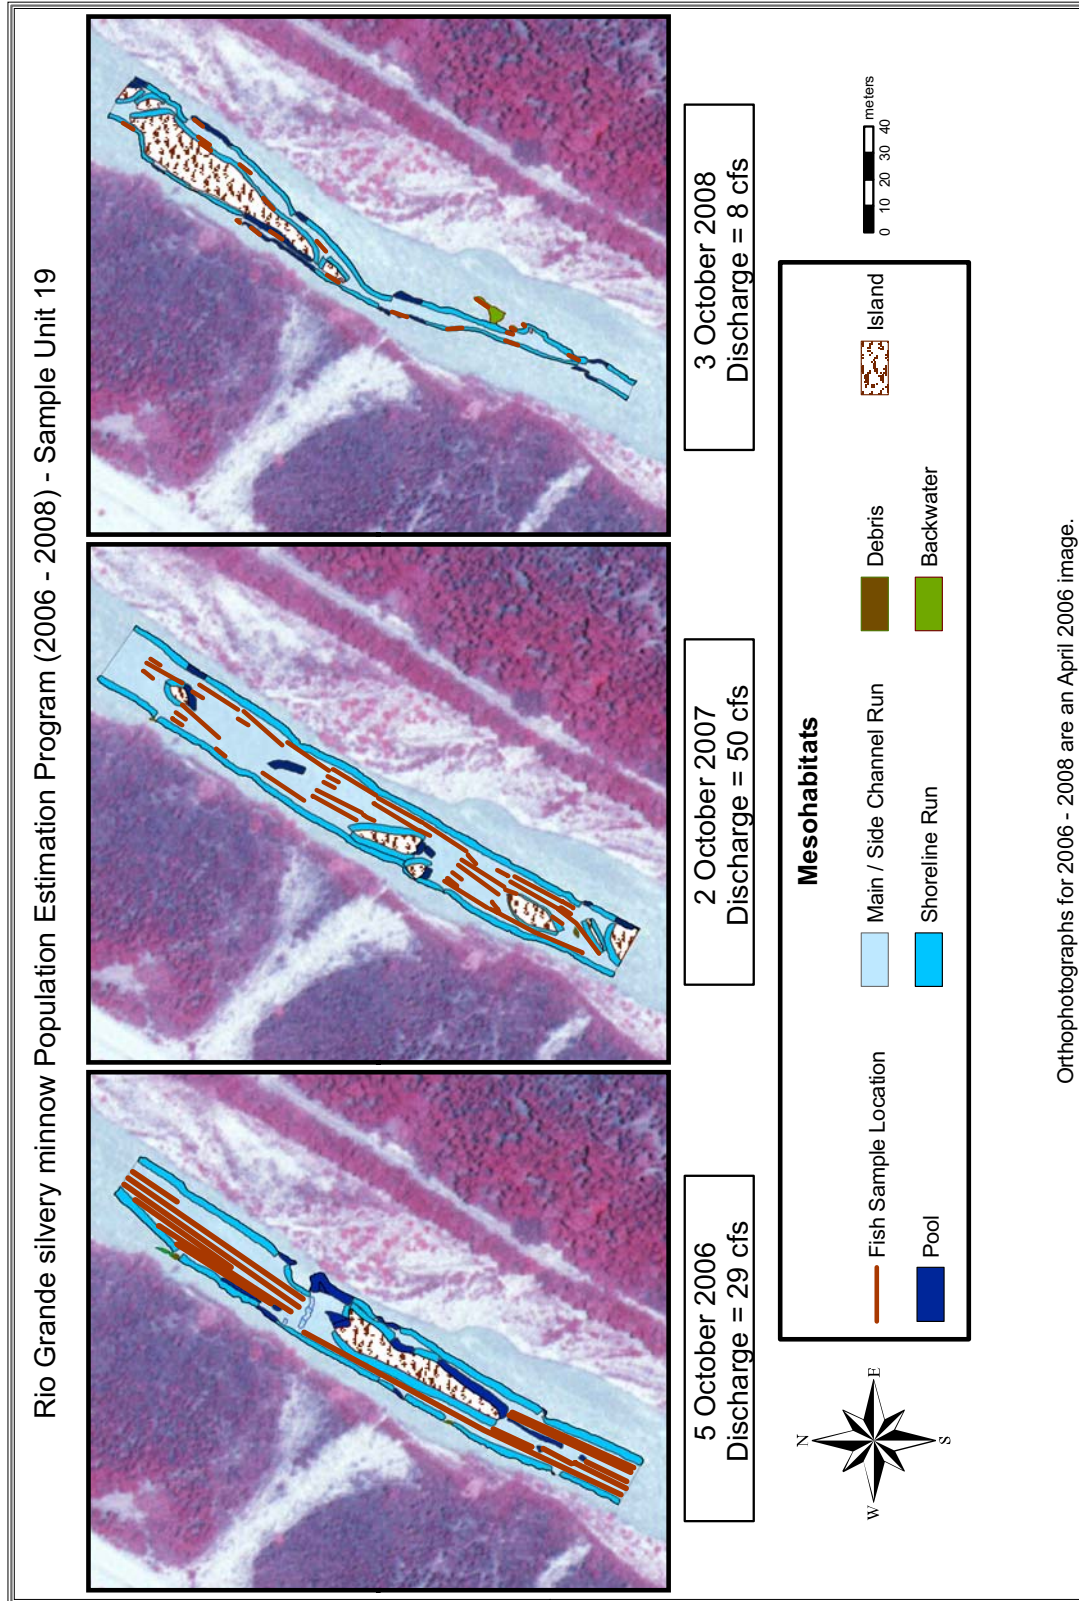 Rio Grande silvery minnow Population Estimation Program (2006 - 2008) - Sample Unit 19
5 October 2006
Discharge = 29 cfs
2 October 2007
Discharge = 50 cfs
3 October 2008
Discharge = 8 cfs
N
W
E
S
Mesohabitats
Fish Sample Location
Main / Side Channel Run
Debris
Island
Pool
Shoreline Run
Backwater
0 10 20 30 40
meters
Orthophotographs for 2006 - 2008 are an April 2006 image.